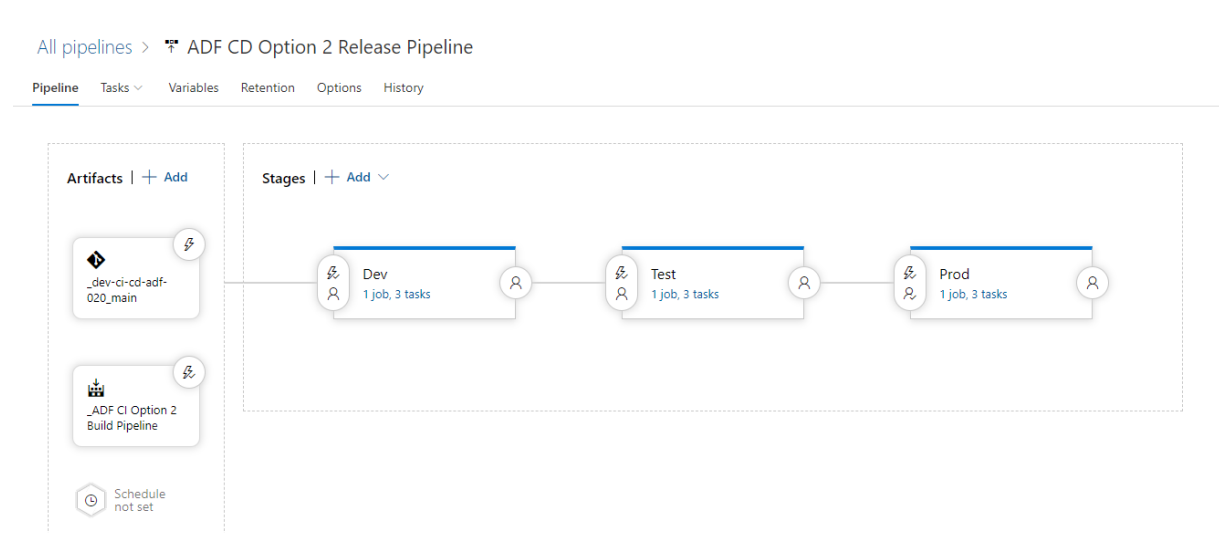 All pipelines > ADF CD Option 2 Release Pipeline
Pipeline Tasks Variables Retention Options History
Artifacts | + Add
Stages | + Add
_dev-ci-cd-adf-
020_main
Dev
1 job, 3 tasks
Test
1 job, 3 tasks
Prod
1 job, 3 tasks
_ADF CI Option 2
Build Pipeline
Schedule
not set